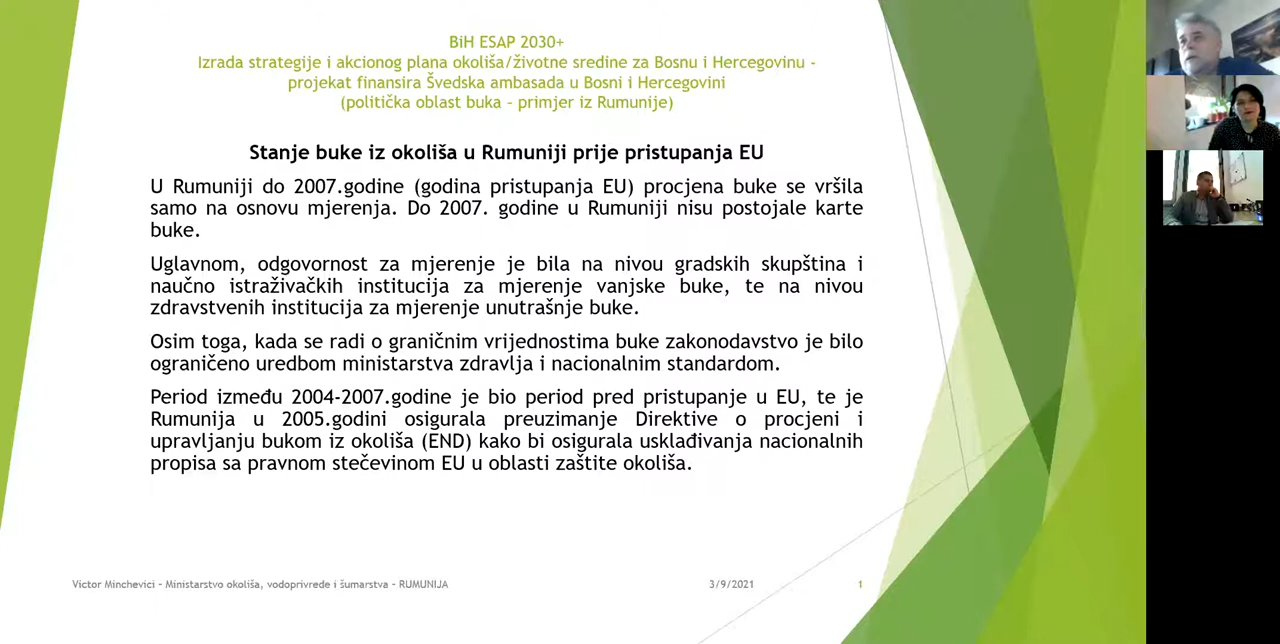 BiH ESAP 2030+
Izrada strategije i akcionog plana okoliša/životne sredine za Bosnu i Hercegovinu -
projekat finansira Švedska ambasada u Bosni i Hercegovini
(politička oblast buka – primjer iz Rumunije)
Stanje buke iz okoliša u Rumuniji prije pristupanja EU
U Rumuniji do 2007.godine (godina pristupanja EU) procjena buke se vršila
samo na osnovu mjerenja. Do 2007. godine u Rumuniji nisu postojale karte
buke.
Uglavnom, odgovornost za mjerenje je bila na nivou gradskih skupština i
naučno istraživačkih institucija za mjerenje vanjske buke, te na nivou
zdravstvenih institucija za mjerenje unutrašnje buke.
Osim toga, kada se radi o graničnim vrijednostima buke zakonodavstvo je bilo
ograničeno uredbom ministarstva zdravlja i nacionalnim standardom.
Period između 2004-2007.godine je bio period pred pristupanje u EU, te je
Rumunija u 2005.godini osigurala preuzimanje Direktive o procjeni i
upravljanju bukom iz okoliša (END) kako bi osigurala usklađivanja nacionalnih
propisa sa pravnom stečevinom EU u oblasti zaštite okoliša.
Victor Minchevici – Ministarstvo okoliša, vodoprivrede i šumarstva - RUMUNIJA
3/9/2021
1